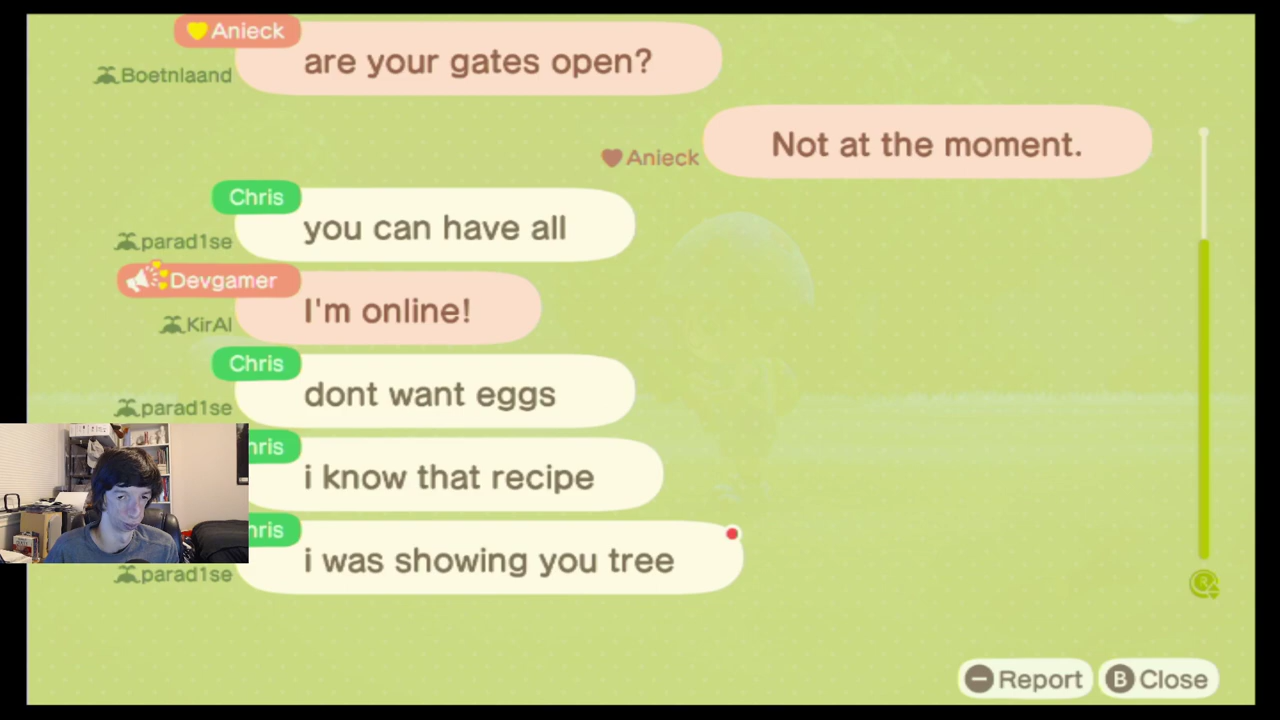 Anieck
are your gates open?
Boetnlaand
Not at the moment.
Anieck
Chris
you can have all
parad1se
Devgamer
I'm online!
KirAI
Chris
dont want eggs
parad1se
hris
i know that recipe
hris
i was showing you tree
parad1se
R
Report
B Close